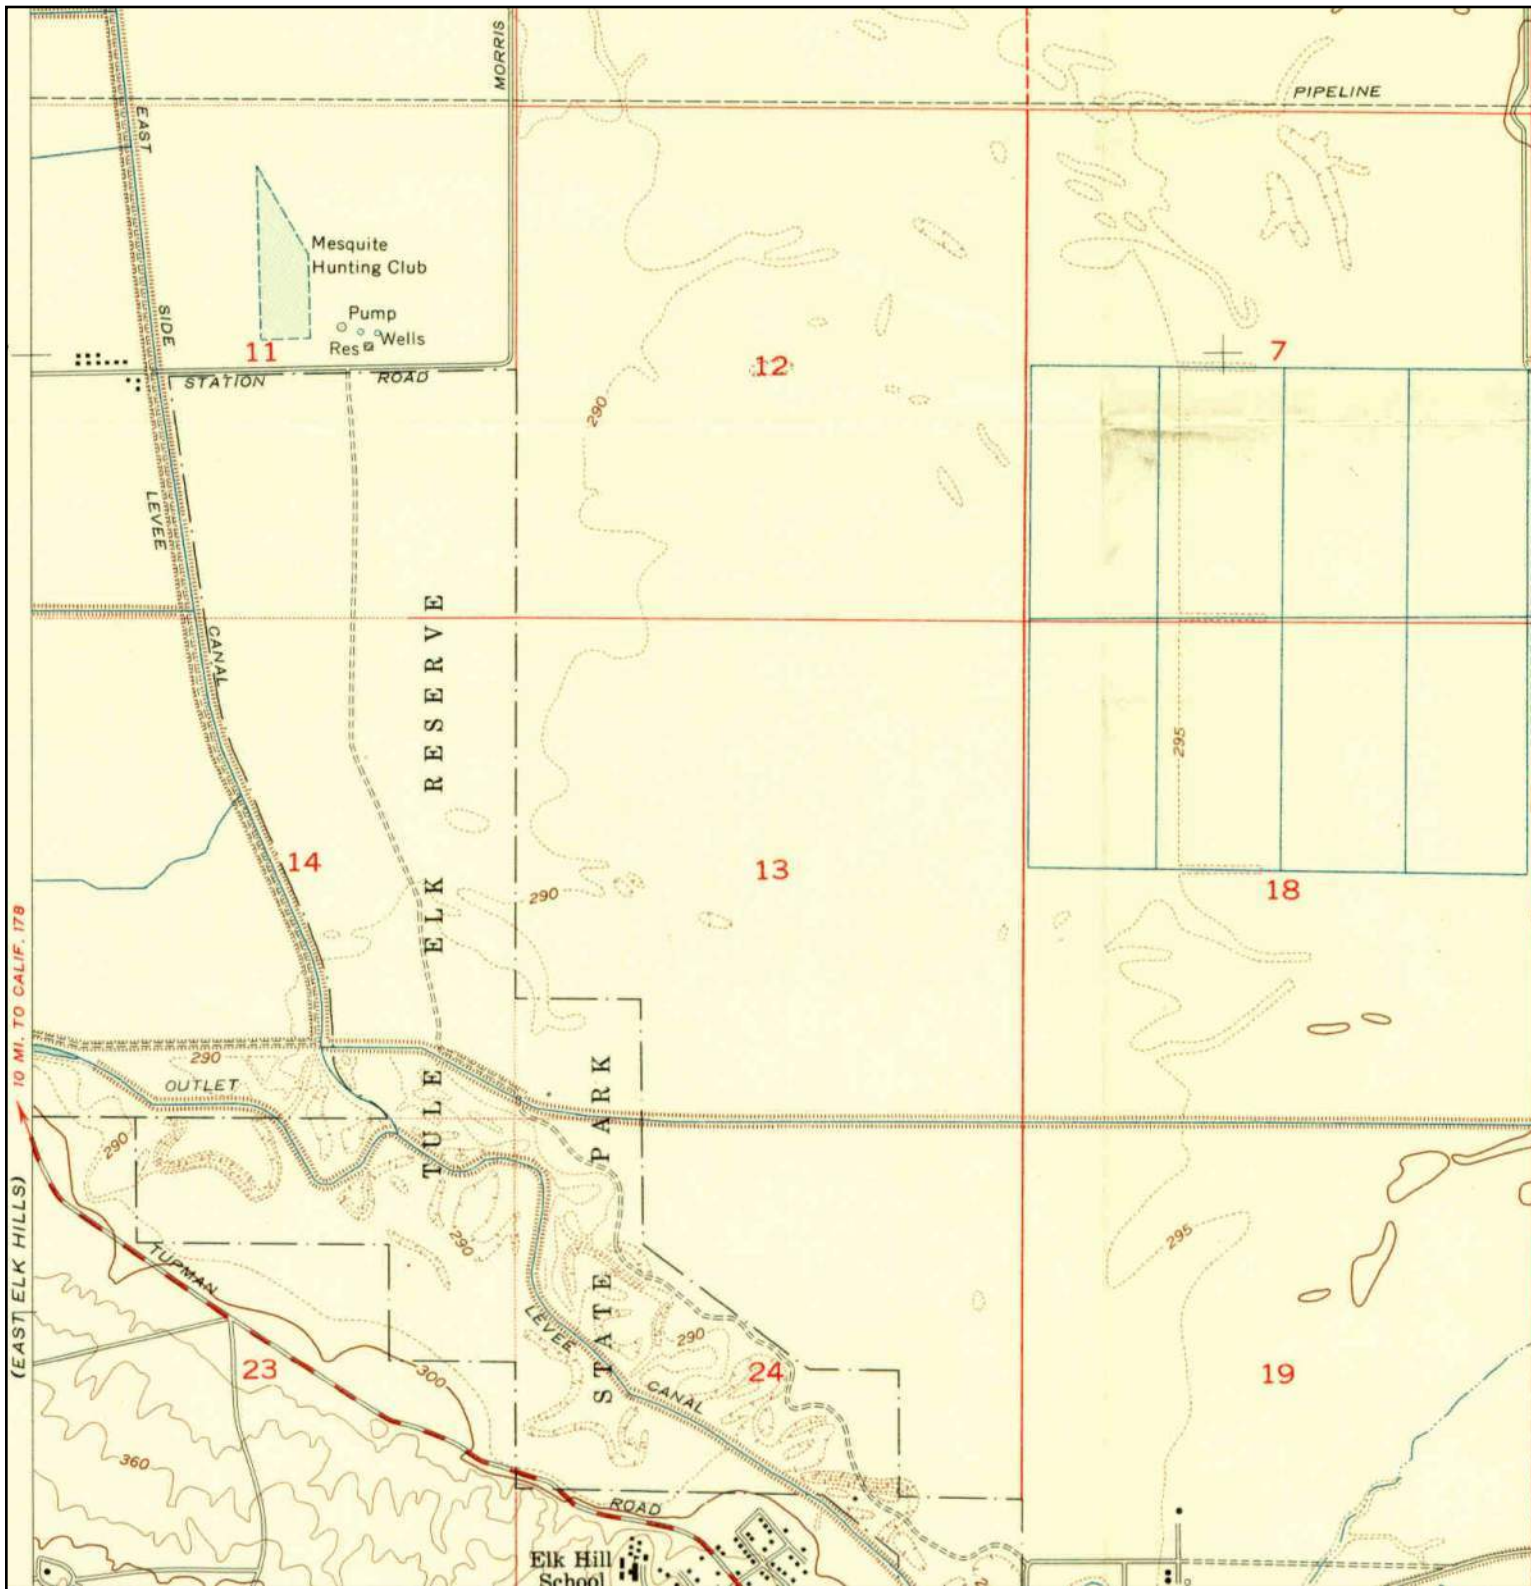 MORRIS
PIPELINE
EAST
Mesquite
Hunting Club
SIDE
Pump
Wells
Res
11
12
7
STATION ROAD
290
LEVEE
CANAL
TULE ELK RESERVE
STATE PARK
295
14
13
290
18
10 MI. TO CALIF. 178
(EAST ELK HILLS)
290
OUTLET
290
290
295
TUPMAN
LEVEE
290
23
300
CANAL
24
19
360
ROAD
Elk Hill
School